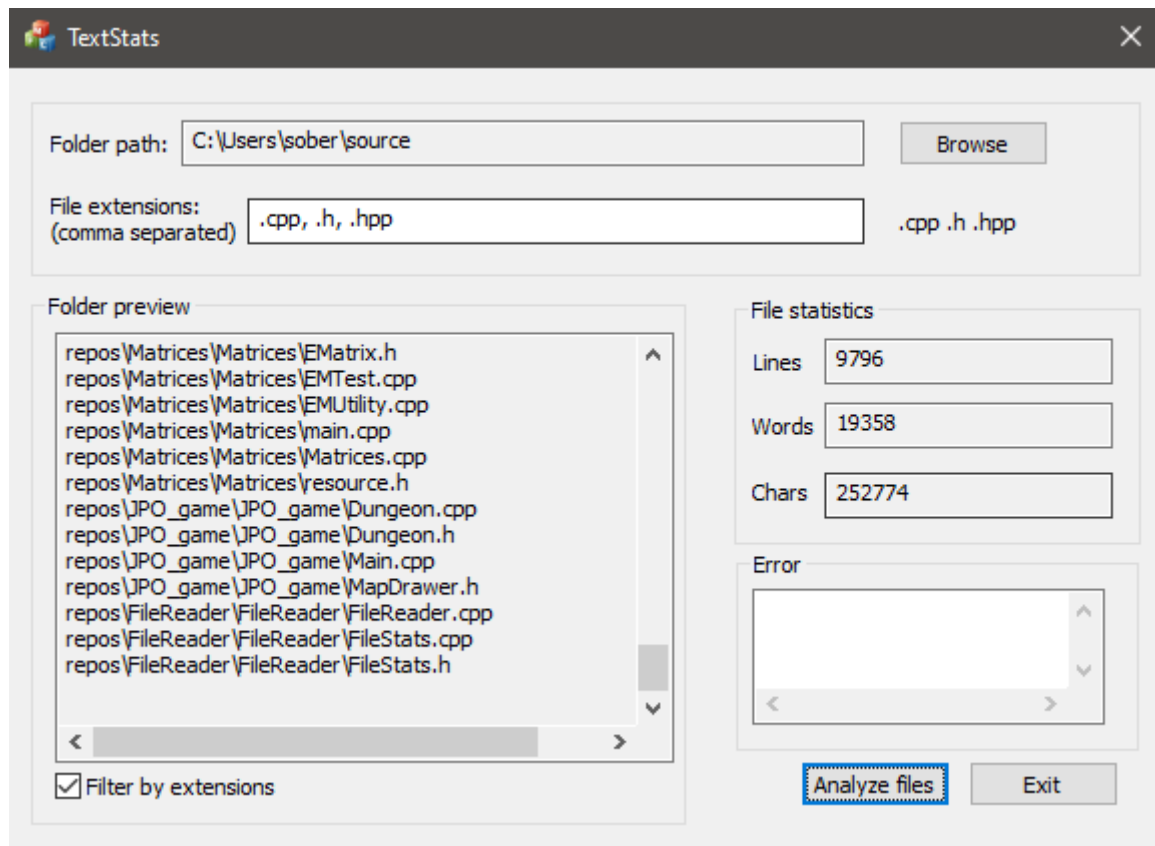 TextStats
Folder path: C:\Users\sober\source Browse
File extensions:
(comma separated) .cpp, .h, .hpp .cpp .h .hpp
Folder preview
repos\Matrices\Matrices\EMatrix.h
repos\Matrices\Matrices\EMTest.cpp
repos\Matrices\Matrices\EMUtility.cpp
repos\Matrices\Matrices\main.cpp
repos\Matrices\Matrices\Matrices.cpp
repos\Matrices\Matrices\resource.h
repos\JPO_game\JPO_game\Dungeon.cpp
repos\JPO_game\JPO_game\Dungeon.h
repos\JPO_game\JPO_game\Main.cpp
repos\JPO_game\JPO_game\MapDrawer.h
repos\FileReader\FileReader\FileReader.cpp
repos\FileReader\FileReader\FileStats.cpp
repos\FileReader\FileReader\FileStats.h
Filter by extensions
File statistics
Lines 9796
Words 19358
Chars 252774
Error
Analyze files Exit